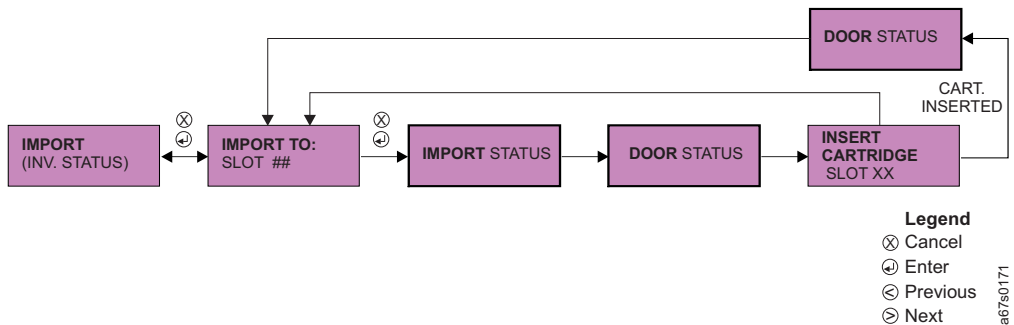 DOOR STATUS
CART.
INSERTED
IMPORT
(INV. STATUS)
IMPORT TO:
SLOT ##
IMPORT STATUS
DOOR STATUS
INSERT
CARTRIDGE
SLOT XX
Legend
Cancel
Enter
Previous
Next
a67s0171